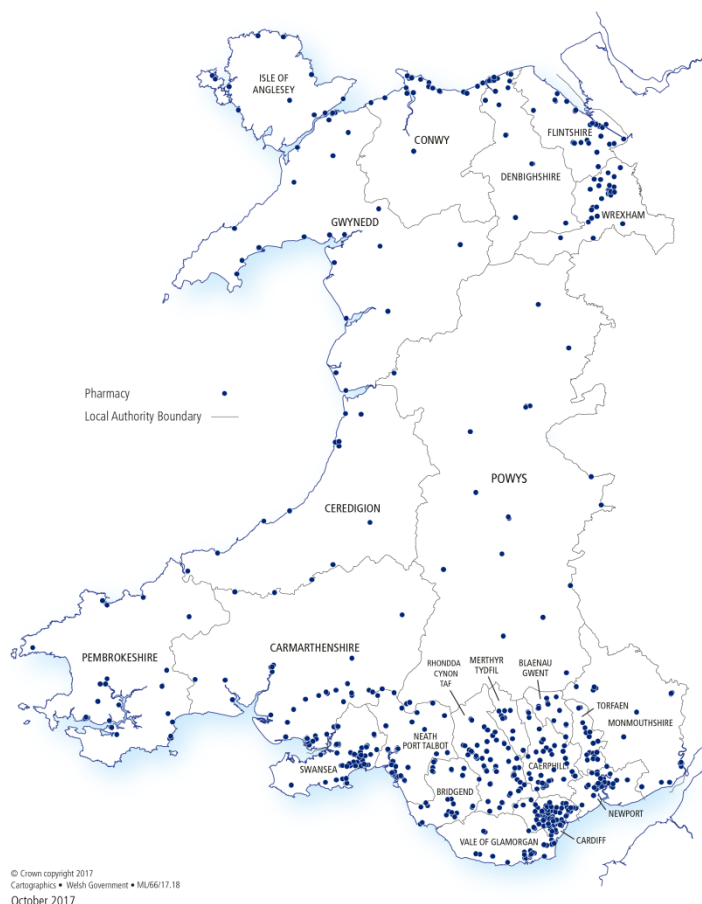 ISLE OF
ANGLESEY
CONWY
FLINTSHIRE
DENBIGHSHIRE
WREXHAM
GWYNEDD
Pharmacy
Local Authority Boundary
POWYS
CEREDIGION
PEMBROKESHIRE
CARMARTHENSHIRE
RHONDDA
CYNON
TAF
MERTHYR
TYDFIL
BLAENAU
GWENT
TORFAEN
MONMOUTHSHIRE
NEATH
PORT TALBOT
SWANSEA
CAERPHILLY
BRIDGEND
NEWPORT
VALE OF GLAMORGAN
CARDIFF
© Crown copyright 2017
Cartographics • Welsh Government • ML/66/17.18
October 2017